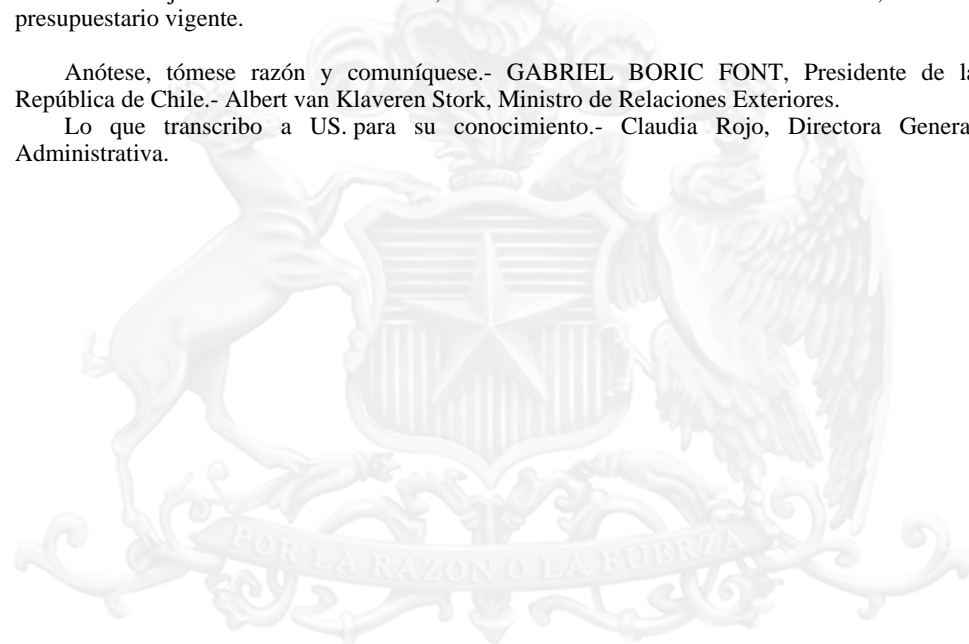 presupuestario vigente.
Anótese, tómese razón y comuníquese.- GABRIEL BORIC FONT, Presidente de la
República de Chile.- Albert van Klaveren Stork, Ministro de Relaciones Exteriores.
Lo que transcribo a US. para su conocimiento.- Claudia Rojo, Directora General
Administrativa.
POR LA RAZON O LA FUERZA